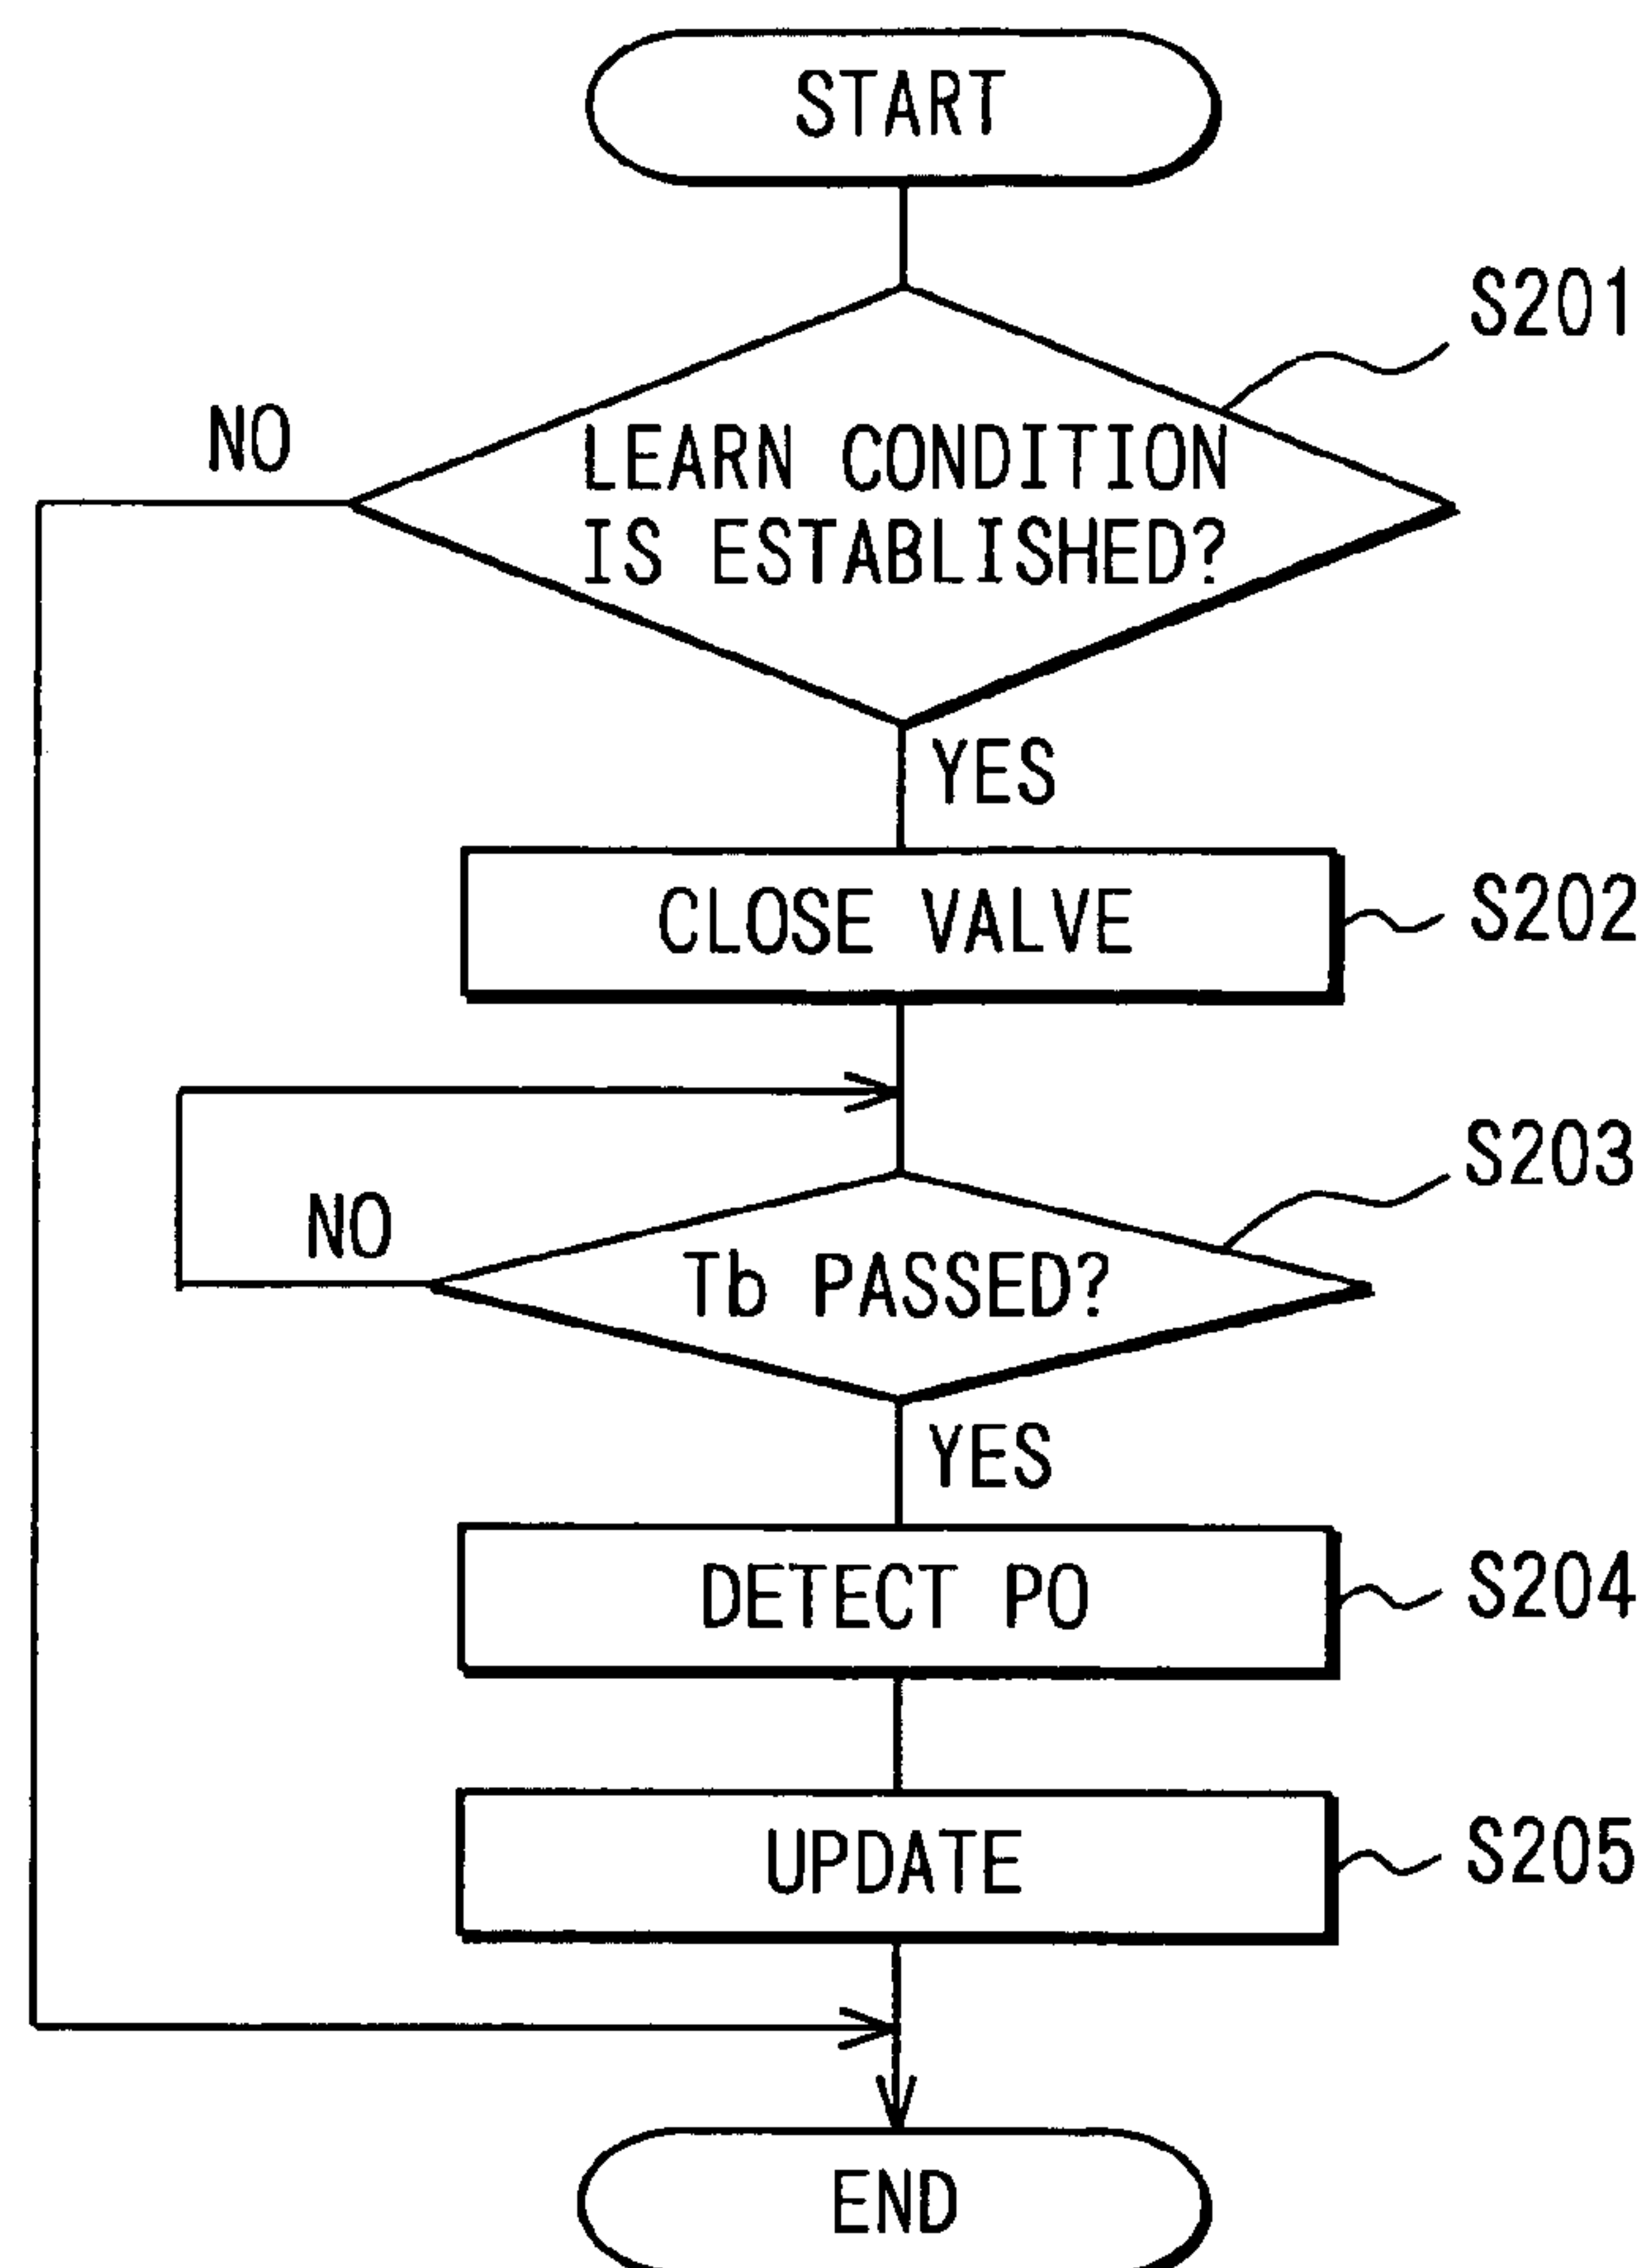 START
S201
NO
LEARN CONDITION
IS ESTABLISHED?
YES
CLOSE VALVE
S202
S203
NO
Tb PASSED?
YES
DETECT PO
S204
UPDATE
S205
END